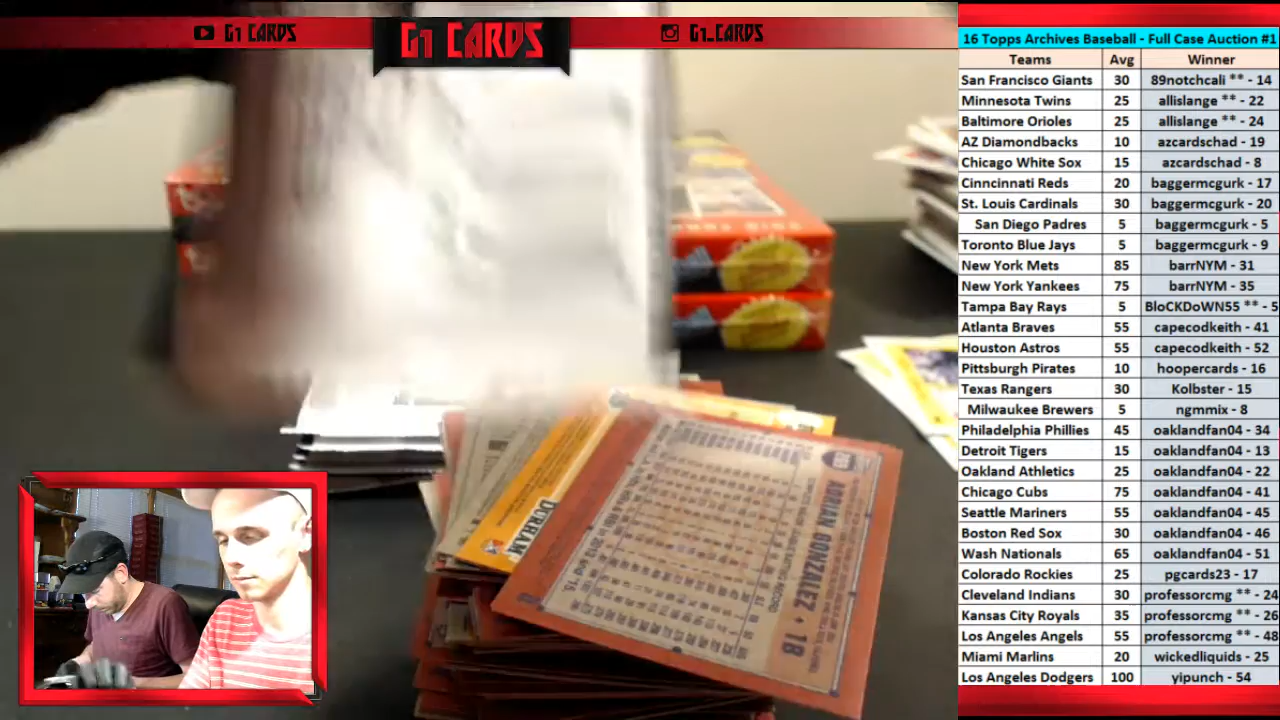 G1 CARDS
G1 CARDS
G1_CARDS
16 Topps Archives Baseball - Full Case Auction #1
Teams Avg Winner
San Francisco Giants 30 89notchcali ** - 14
Minnesota Twins 25 allislange ** - 22
Baltimore Orioles 25 allislange ** - 24
AZ Diamondbacks 10 azcardschad - 19
Chicago White Sox 15 azcardschad - 8
Cinncinnati Reds 20 baggermcgurk - 17
St. Louis Cardinals 30 baggermcgurk - 20
San Diego Padres 5 baggermcgurk - 5
Toronto Blue Jays 5 baggermcgurk - 9
New York Mets 85 barrNYM - 31
New York Yankees 75 barrNYM - 35
Tampa Bay Rays 5 BloCKDoWN55 ** - 5
Atlanta Braves 55 capecodkeith - 41
Houston Astros 55 capecodkeith - 52
Pittsburgh Pirates 10 hoopercards - 16
Texas Rangers 30 Kolbster - 15
Milwaukee Brewers 5 ngmmix - 8
Philadelphia Phillies 45 oaklandfan04 - 34
Detroit Tigers 15 oaklandfan04 - 13
Oakland Athletics 25 oaklandfan04 - 22
Chicago Cubs 75 oaklandfan04 - 41
Seattle Mariners 55 oaklandfan04 - 45
Boston Red Sox 30 oaklandfan04 - 46
Wash Nationals 65 oaklandfan04 - 51
Colorado Rockies 25 pgcards23 - 17
Cleveland Indians 30 professorcmg ** - 24
Kansas City Royals 35 professorcmg ** - 26
Los Angeles Angels 55 professorcmg ** - 48
Miami Marlins 20 wickedliquids - 25
Los Angeles Dodgers 100 yipunch - 54
DURHAM
ADRIAN GONZALEZ • 1B